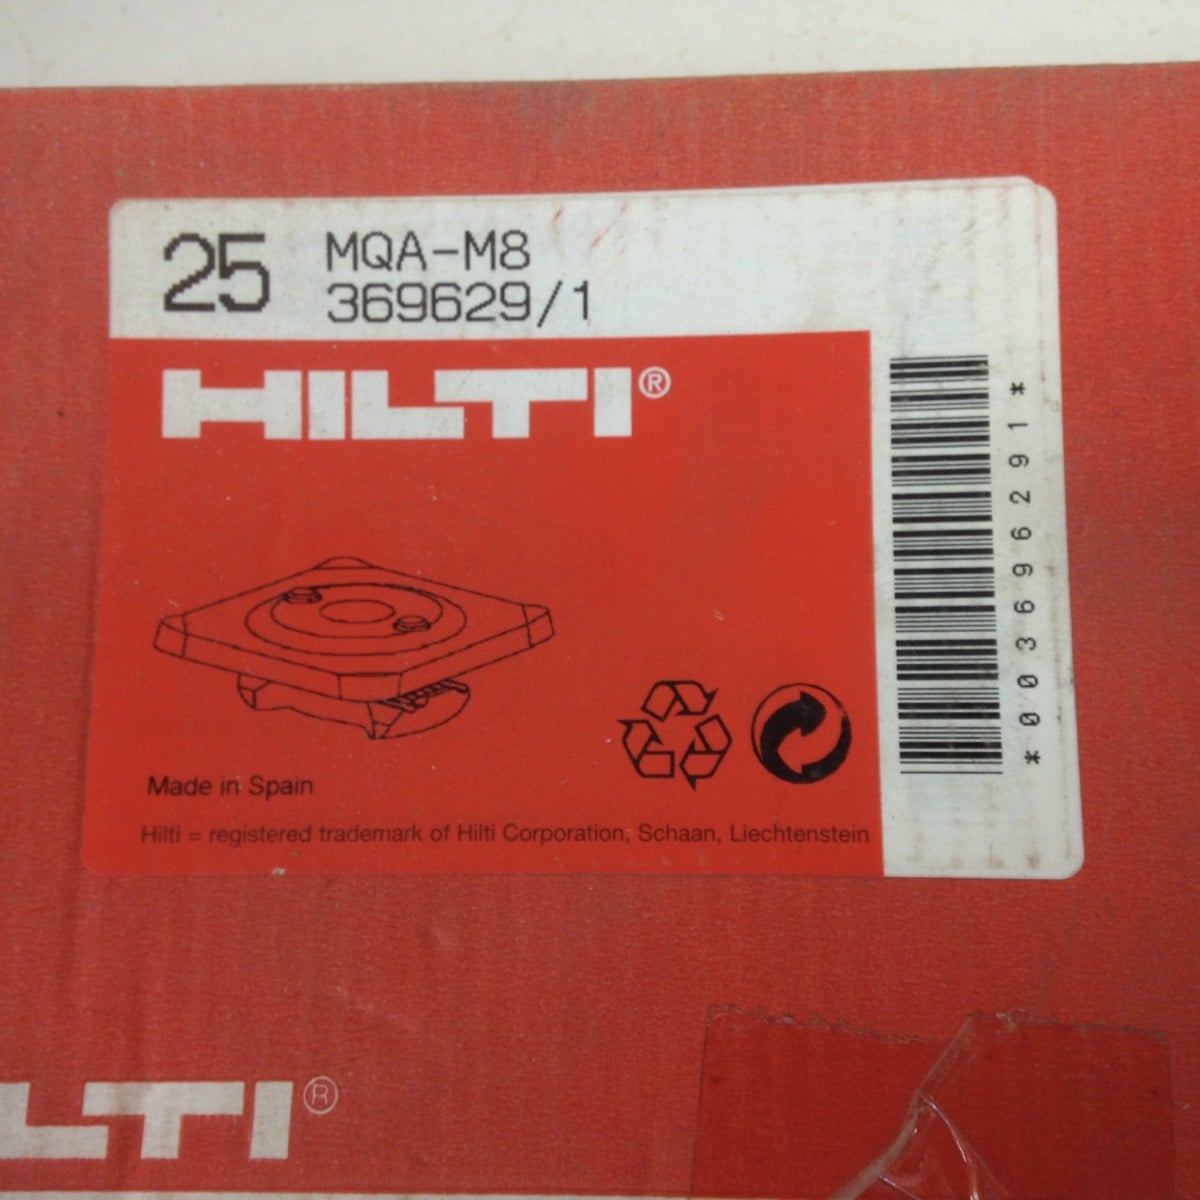 25 MQA-M8
369629/1
HILTI®
*003696291*
Made in Spain
Hilti = registered trademark of Hilti Corporation, Schaan, Liechtenstein
LTI®